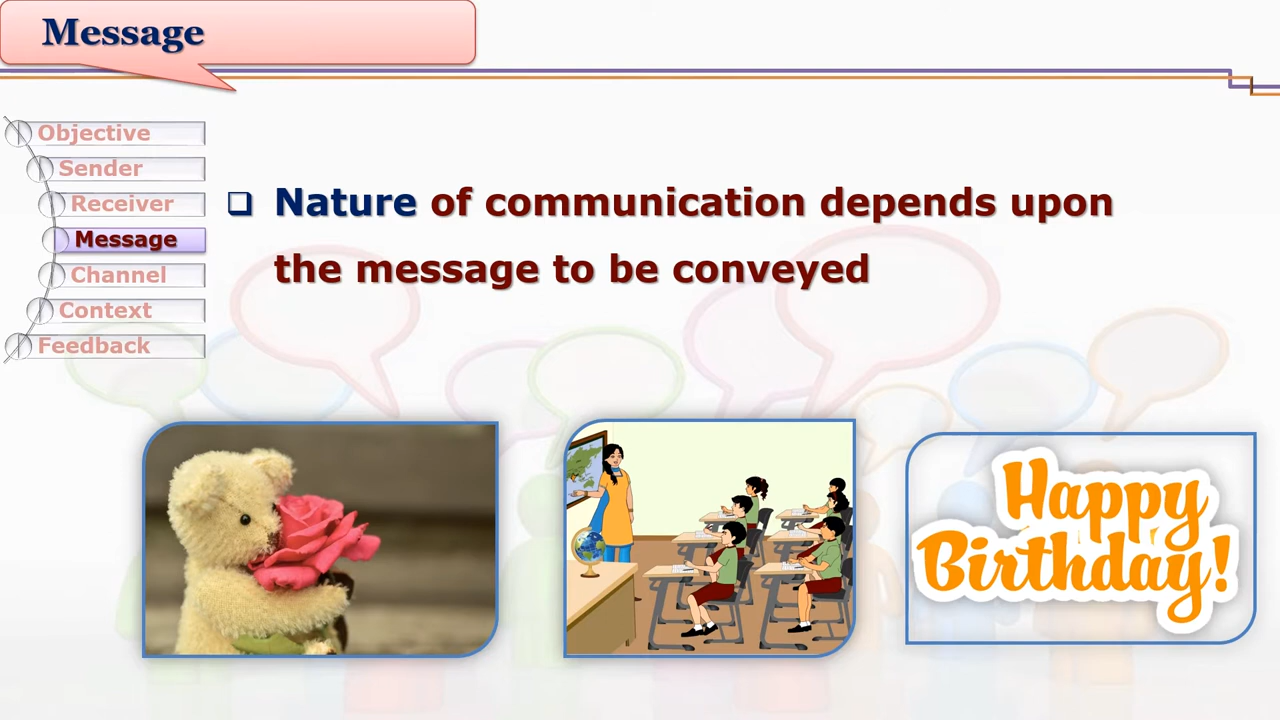 Message
Objective
Sender
Receiver
Message
Channel
Context
Feedback
Nature of communication depends upon
the message to be conveyed
Happy
Birthday!